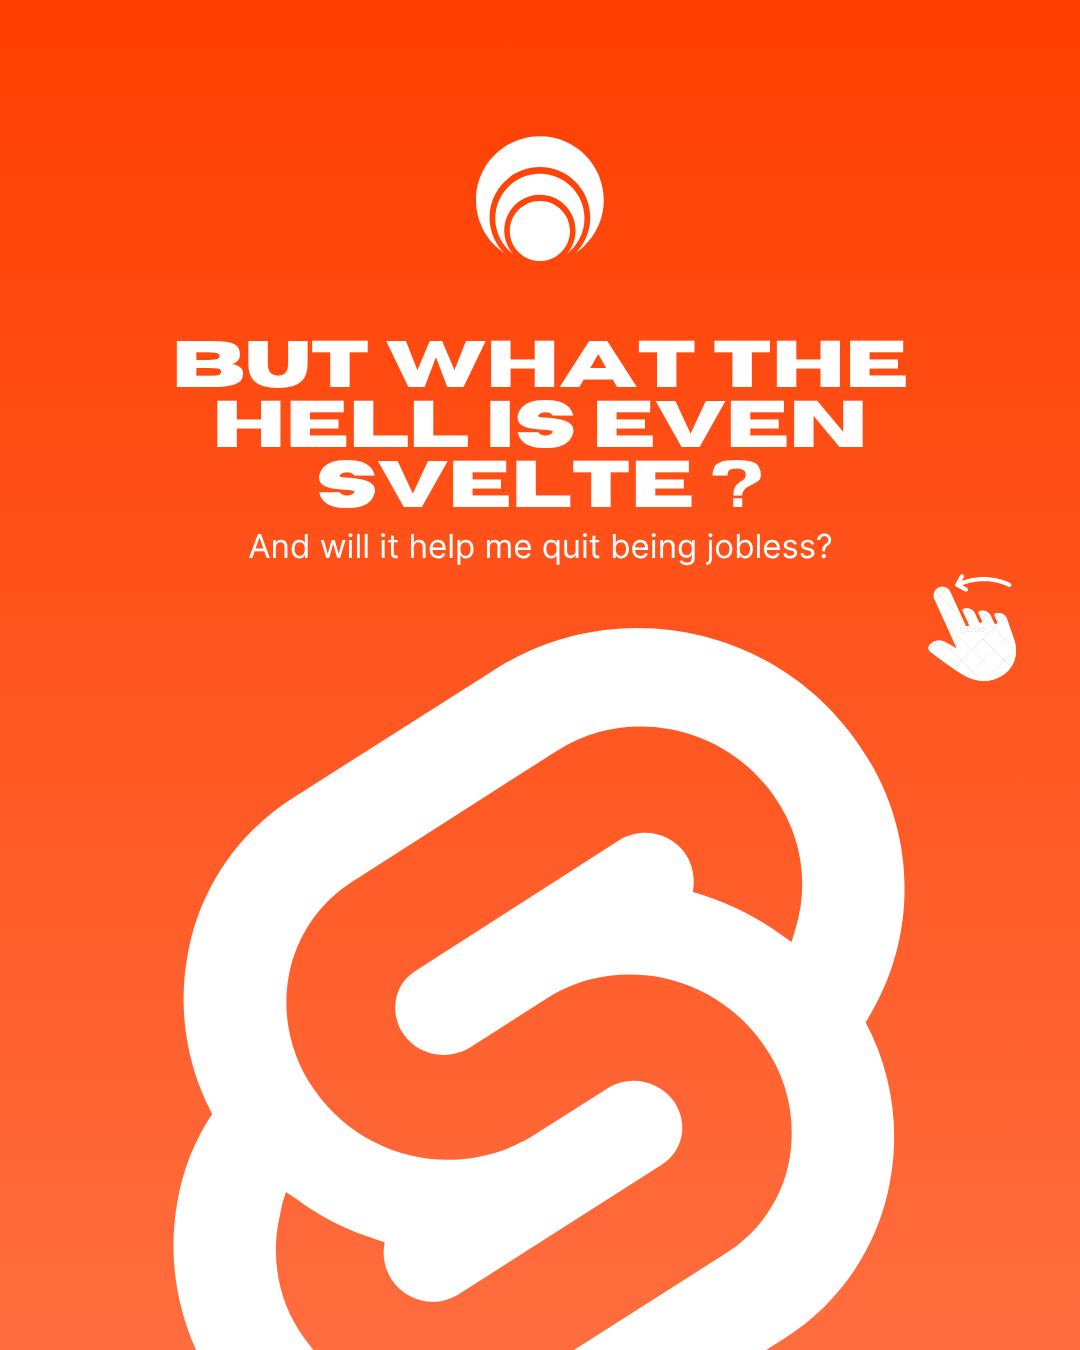 BUT WHAT THE
HELL IS EVEN
SVELTE ?
And will it help me quit being jobless?